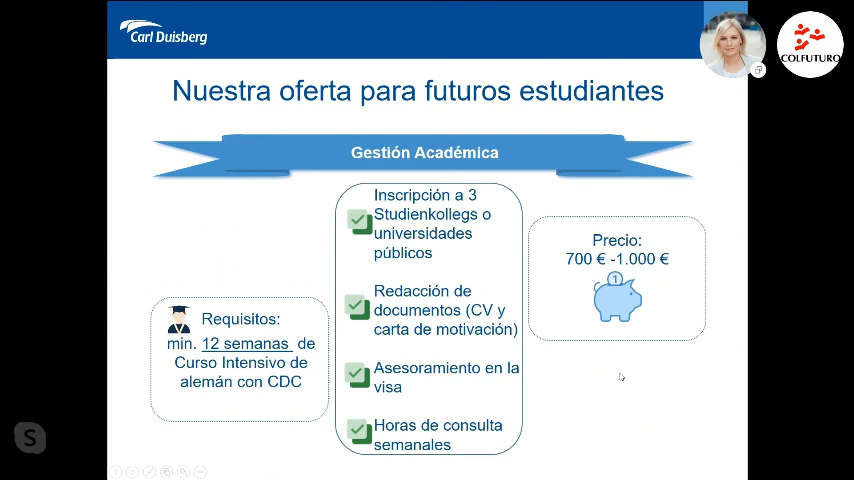 Carl Duisberg
COLFUTURO
Nuestra oferta para futuros estudiantes
Gestión Académica
Requisitos:
min. 12 semanas de
Curso Intensivo de
alemán con CDC
Inscripción a 3
Studienkollegs o
universidades
públicos
Redacción de
documentos (CV y
carta de motivación)
Asesoramiento en la
visa
Horas de consulta
semanales
Precio:
700 € -1.000 €
1
S